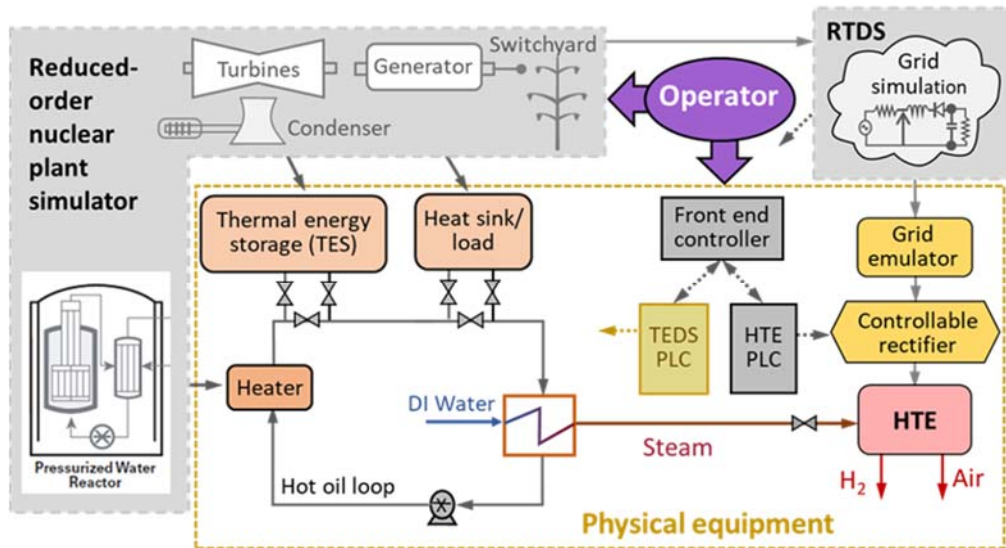 Reduced-
order
nuclear
plant
simulator
Turbines
Generator
Switchyard
Condenser
Operator
RTDS
Grid
simulation
Thermal energy
storage (TES)
Heat sink/
load
Front end
controller
Grid
emulator
TEDS
PLC
HTE
PLC
Controllable
rectifier
Heater
DI Water
Steam
HTE
H₂
Air
Hot oil loop
Pressurized Water
Reactor
Physical equipment